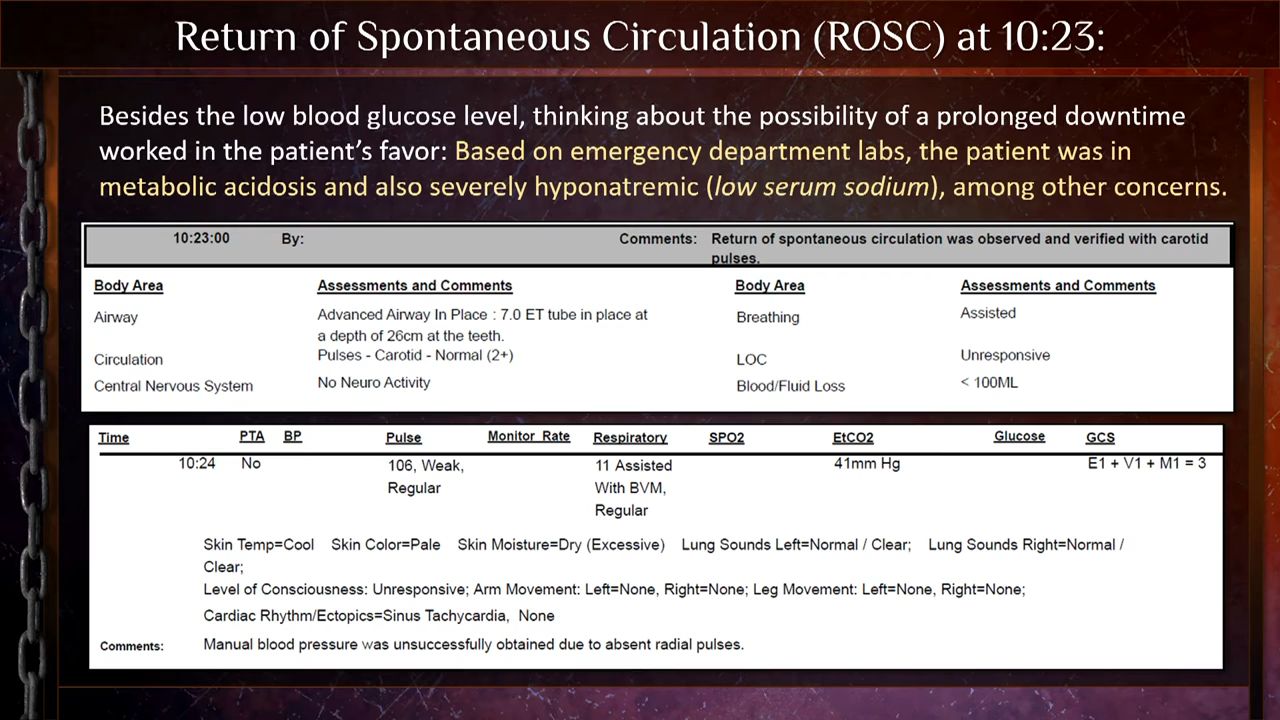 Return of Spontaneous Circulation (ROSC) at 10:23:
Besides the low blood glucose level, thinking about the possibility of a prolonged downtime
worked in the patient’s favor: Based on emergency department labs, the patient was in
metabolic acidosis and also severely hyponatremic (low serum sodium), among other concerns.
10:23:00 By: Comments: Return of spontaneous circulation was observed and verified with carotid
pulses.
Body Area Assessments and Comments Body Area Assessments and Comments
Airway Advanced Airway In Place : 7.0 ET tube in place at Breathing Assisted
a depth of 26cm at the teeth.
Circulation Pulses - Carotid - Normal (2+) LOC Unresponsive
Central Nervous System No Neuro Activity Blood/Fluid Loss < 100ML
Time PTA BP Pulse Monitor Rate Respiratory SPO2 EtCO2 Glucose GCS
10:24 No 106, Weak, 11 Assisted 41mm Hg E1 + V1 + M1 = 3
Regular With BVM,
Regular
Skin Temp=Cool Skin Color=Pale Skin Moisture=Dry (Excessive) Lung Sounds Left=Normal / Clear; Lung Sounds Right=Normal /
Clear;
Level of Consciousness: Unresponsive; Arm Movement: Left=None, Right=None; Leg Movement: Left=None, Right=None;
Cardiac Rhythm/Ectopics=Sinus Tachycardia, None
Comments: Manual blood pressure was unsuccessfully obtained due to absent radial pulses.